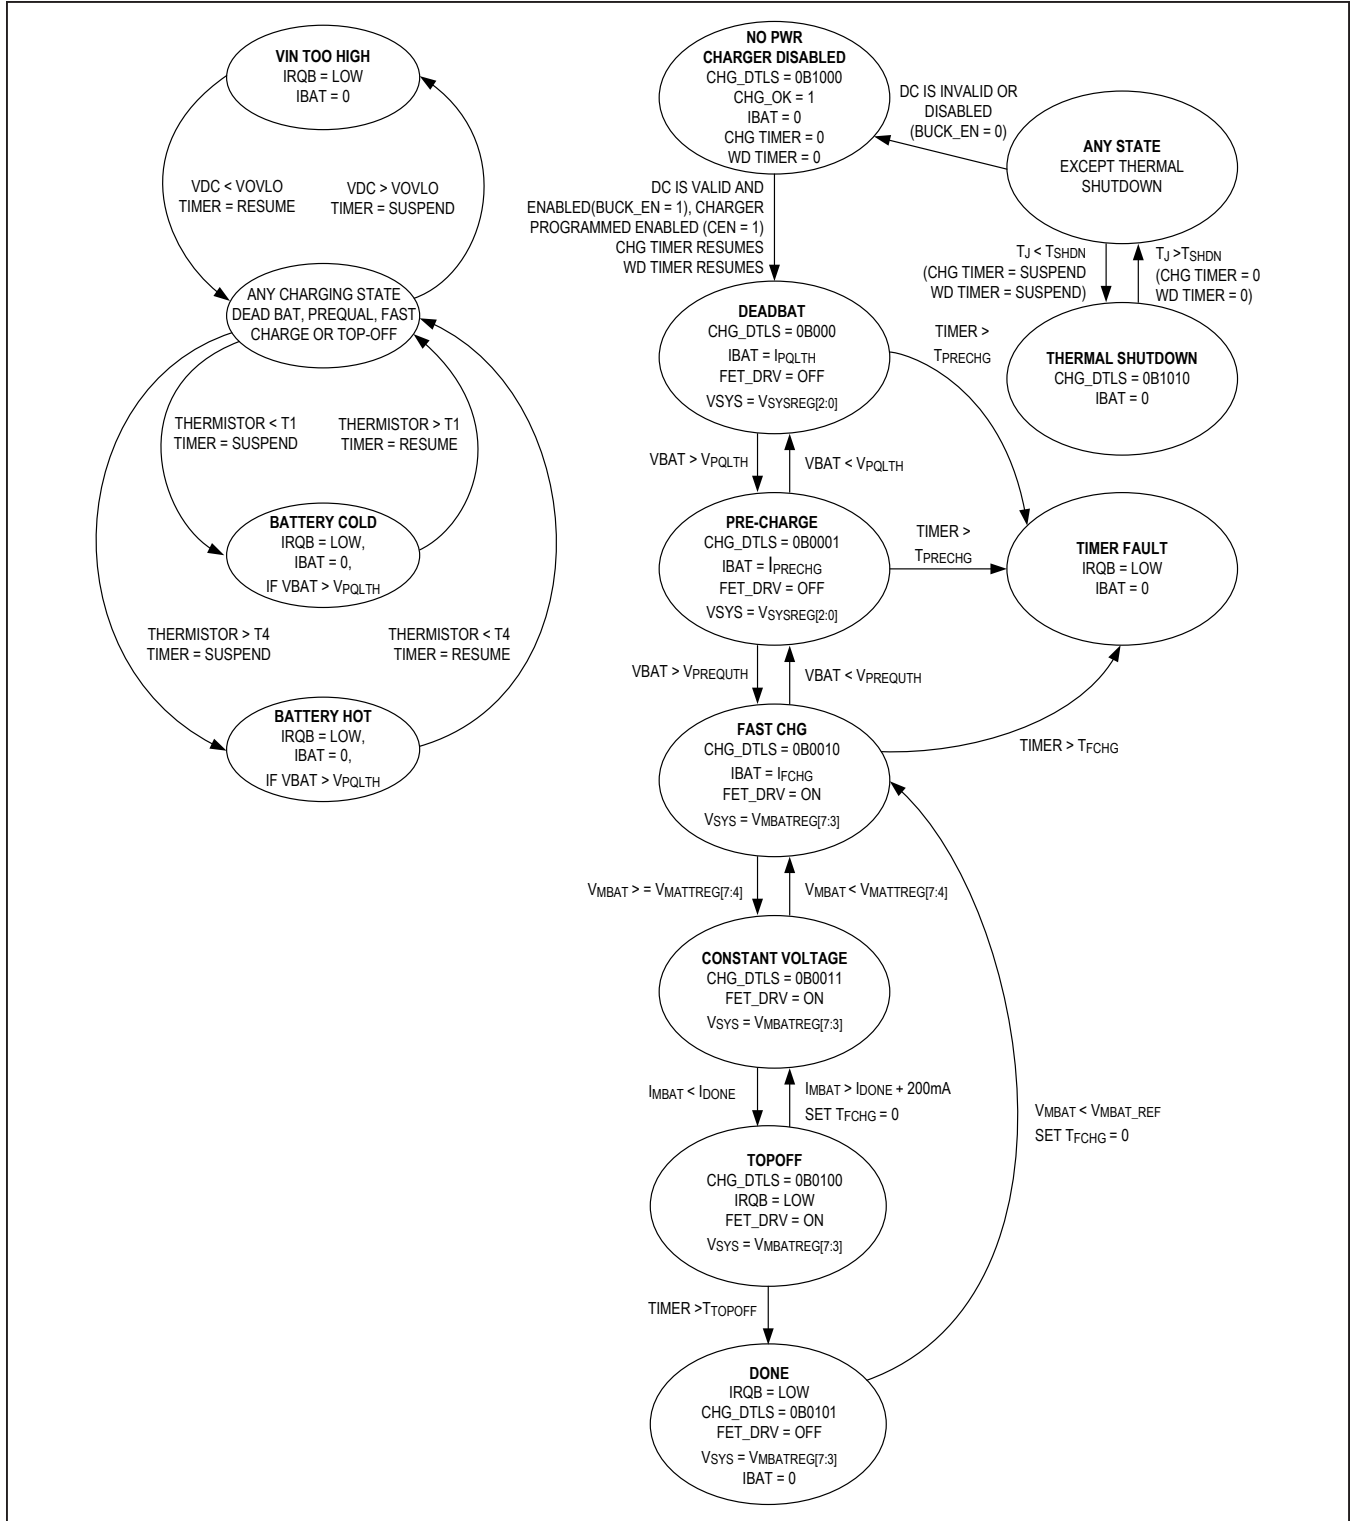 VIN TOO HIGH
IRQB = LOW
IBAT = 0
VDC < VOVLO
TIMER = RESUME
VDC > VOVLO
TIMER = SUSPEND
ANY CHARGING STATE
DEAD BAT, PREQUAL, FAST
CHARGE OR TOP-OFF
THERMISTOR < T1
TIMER = SUSPEND
THERMISTOR > T1
TIMER = RESUME
BATTERY COLD
IRQB = LOW,
IBAT = 0,
IF VBAT > VPQLTH
THERMISTOR > T4
TIMER = SUSPEND
THERMISTOR < T4
TIMER = RESUME
BATTERY HOT
IRQB = LOW,
IBAT = 0,
IF VBAT > VPQLTH
NO PWR
CHARGER DISABLED
CHG_DTLS = 0B1000
CHG_OK = 1
IBAT = 0
CHG TIMER = 0
WD TIMER = 0
DC IS INVALID OR
DISABLED
(BUCK_EN = 0)
ANY STATE
EXCEPT THERMAL
SHUTDOWN
DC IS VALID AND
ENABLED(BUCK_EN = 1), CHARGER
PROGRAMMED ENABLED (CEN = 1)
CHG TIMER RESUMES
WD TIMER RESUMES
TJ < TSHDN
(CHG TIMER = SUSPEND
WD TIMER = SUSPEND)
TJ >TSHDN
(CHG TIMER = 0
WD TIMER = 0)
THERMAL SHUTDOWN
CHG_DTLS = 0B1010
IBAT = 0
DEADBAT
CHG_DTLS = 0B000
IBAT = IPQLTH
FET_DRV = OFF
VSYS = VSYSREG[2:0]
TIMER >
TPRECHG
VBAT > VPQLTH
VBAT < VPQLTH
PRE-CHARGE
CHG_DTLS = 0B0001
IBAT = IPRECHG
FET_DRV = OFF
VSYS = VSYSREG[2:0]
TIMER >
TPRECHG
TIMER FAULT
IRQB = LOW
IBAT = 0
VBAT > VPREQUTH
VBAT < VPREQUTH
FAST CHG
CHG_DTLS = 0B0010
IBAT = IFCHG
FET_DRV = ON
VSYS = VMBATREG[7:3]
TIMER > TFCHG
VMBAT > = VMATTREG[7:4]
VMBAT < VMATTREG[7:4]
CONSTANT VOLTAGE
CHG_DTLS = 0B0011
FET_DRV = ON
VSYS = VMBATREG[7:3]
IMBAT < IDONE
IMBAT > IDONE + 200mA
SET TFCHG = 0
VMBAT < VMBAT_REF
SET TFCHG = 0
TOPOFF
CHG_DTLS = 0B0100
IRQB = LOW
FET_DRV = ON
VSYS = VMBATREG[7:3]
TIMER >TTOPOFF
DONE
IRQB = LOW
CHG_DTLS = 0B0101
FET_DRV = OFF
VSYS = VMBATREG[7:3]
IBAT = 0